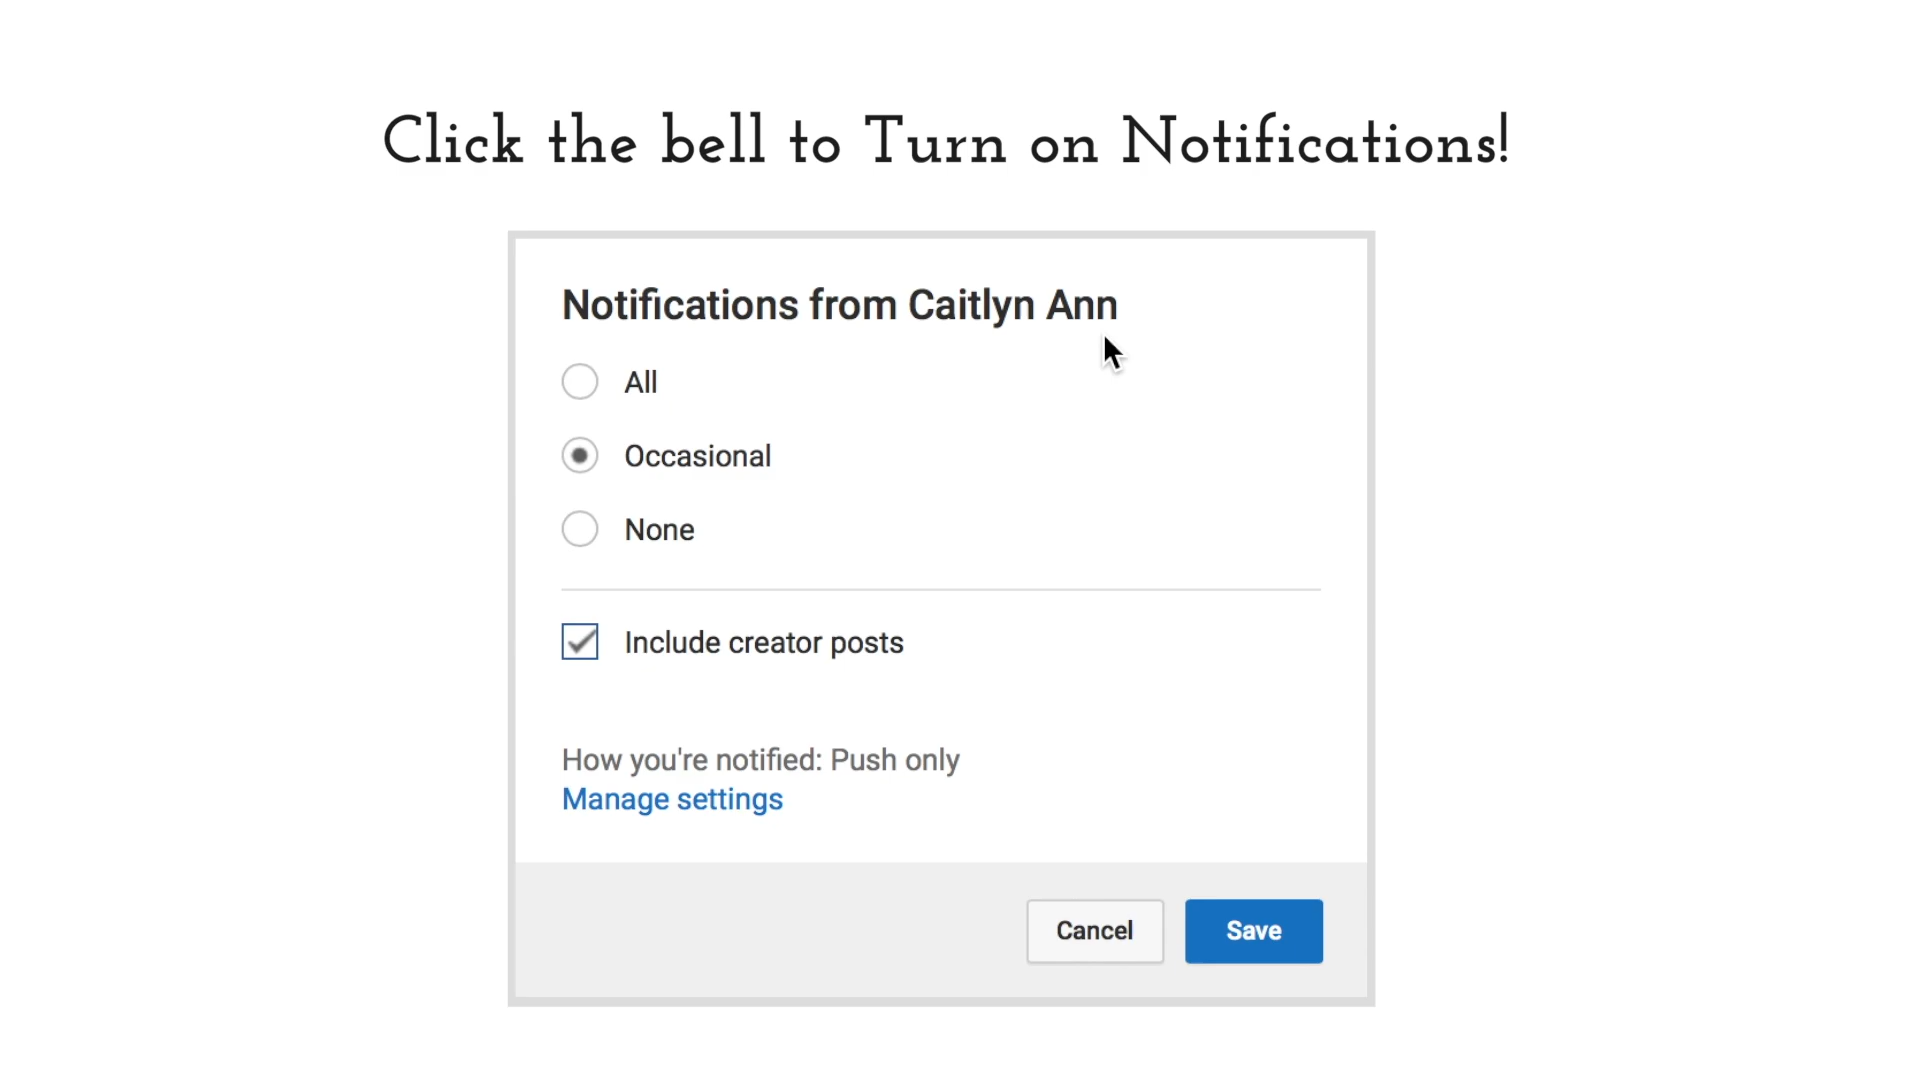 Click the bell to Turn on Notifications!
Notifications from Caitlyn Ann
All
Occasional
None
Include creator posts
How you're notified: Push only
Manage settings
Cancel
Save